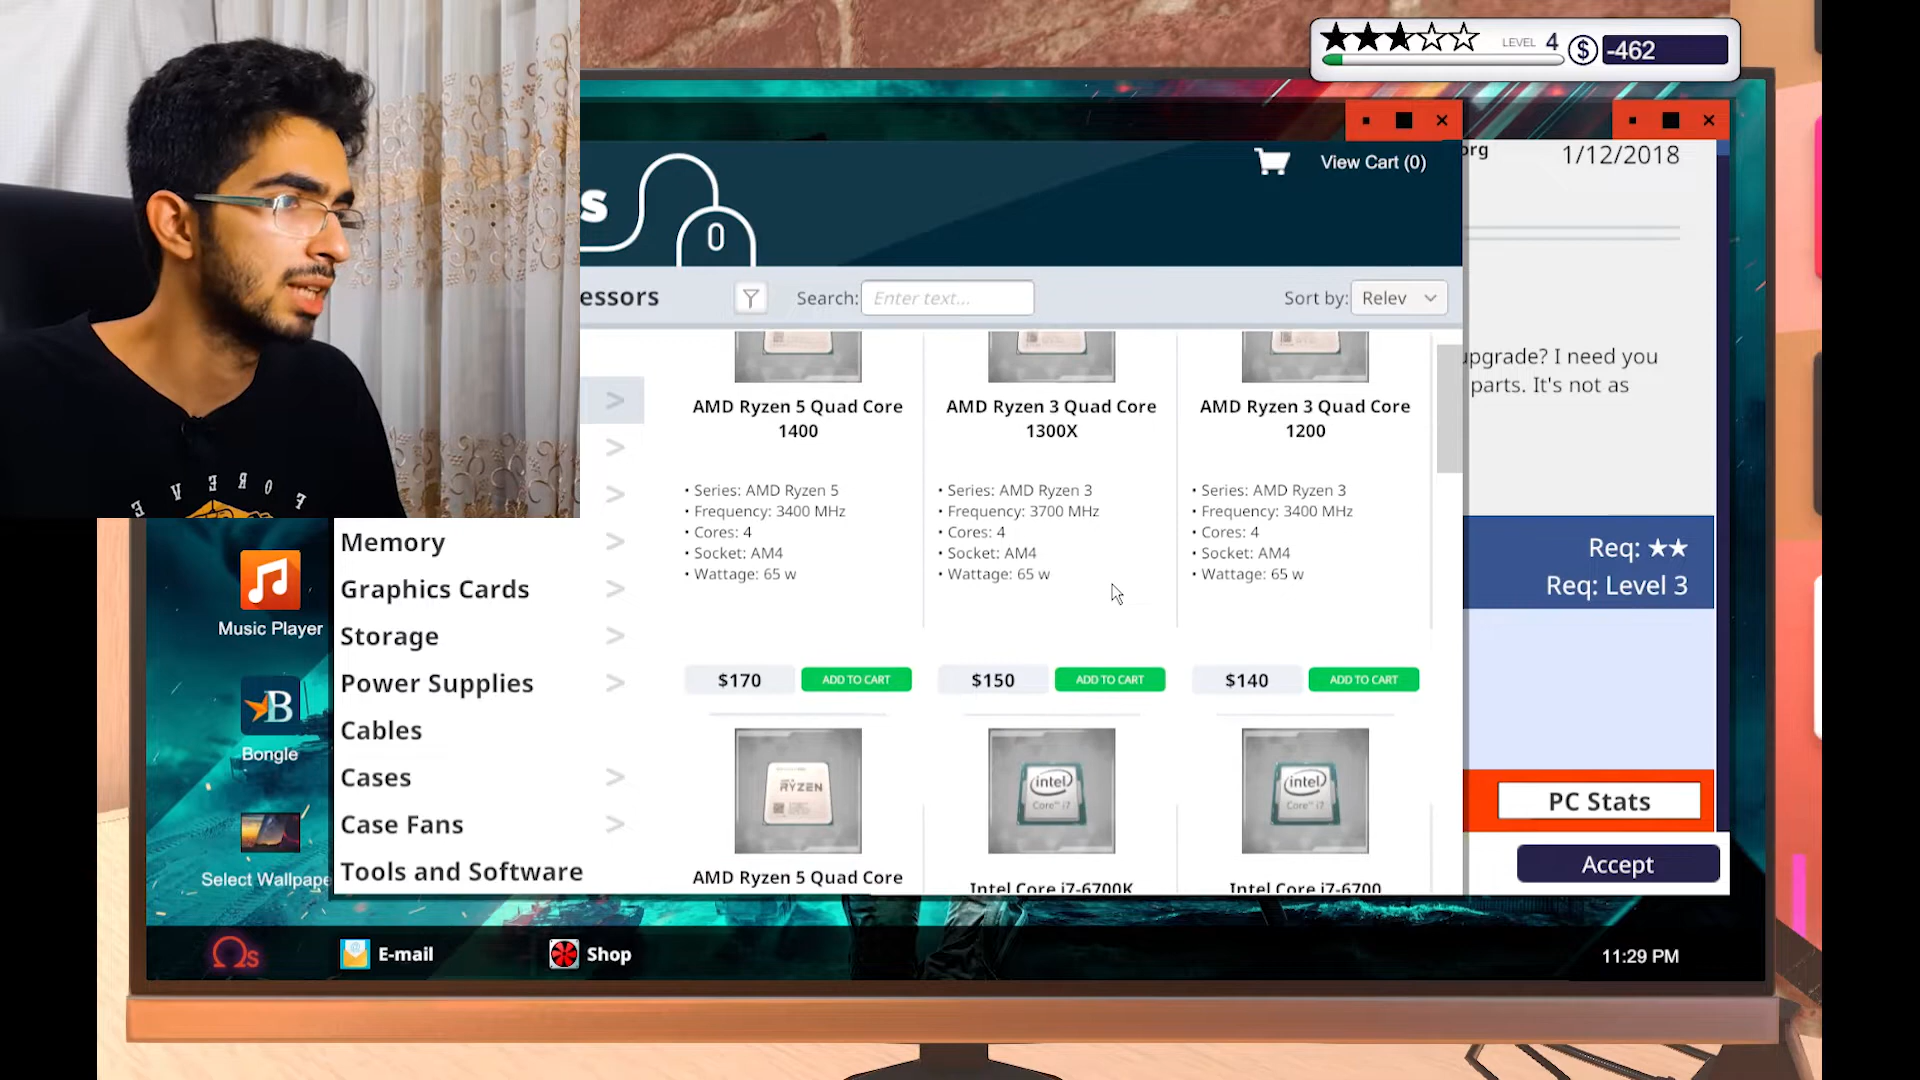 LEVEL 4 $ -462
org 1/12/2018
View Cart (0)
s
essors Search: Enter text... Sort by: Relev
upgrade? I need you
parts. It's not as
AMD Ryzen 5 Quad Core
1400
• Series: AMD Ryzen 5
• Frequency: 3400 MHz
• Cores: 4
• Socket: AM4
• Wattage: 65 w
$170 ADD TO CART
AMD Ryzen 3 Quad Core
1300X
• Series: AMD Ryzen 3
• Frequency: 3700 MHz
• Cores: 4
• Socket: AM4
• Wattage: 65 w
$150 ADD TO CART
AMD Ryzen 3 Quad Core
1200
• Series: AMD Ryzen 3
• Frequency: 3400 MHz
• Cores: 4
• Socket: AM4
• Wattage: 65 w
$140 ADD TO CART
RYZEN
AMD Ryzen 5 Quad Core
intel
Core™ i7
Intel Core i7-6700K
intel
Core™ i7
Intel Core i7-6700
Memory >
Graphics Cards >
Storage >
Power Supplies >
Cables
Cases >
Case Fans >
Tools and Software
Req: ★★
Req: Level 3
PC Stats
Accept
Music Player
B
Bongle
Select Wallpape
Ωs E-mail Shop 11:29 PM
FOREVE